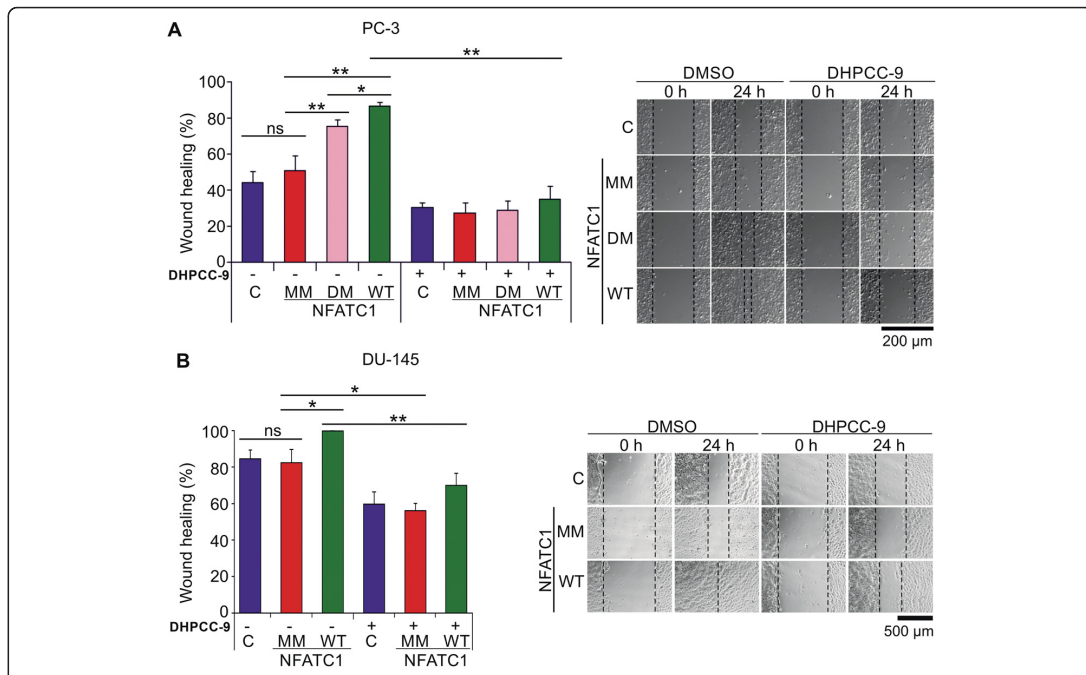 A
PC-3
**
**
*
**
ns
100
80
60
40
20
0
Wound healing (%)
DHPCC-9 - - - - + + + +
C MM DM WT C MM DM WT
NFATC1 NFATC1
DMSO DHPCC-9
0 h 24 h 0 h 24 h
C
MM
DM
WT
NFATC1
200 µm
B
DU-145
*
*
**
ns
100
80
60
40
20
0
Wound healing (%)
DHPCC-9 - - - + + +
C MM WT C MM WT
NFATC1 NFATC1
DMSO DHPCC-9
0 h 24 h 0 h 24 h
C
MM
WT
NFATC1
500 µm